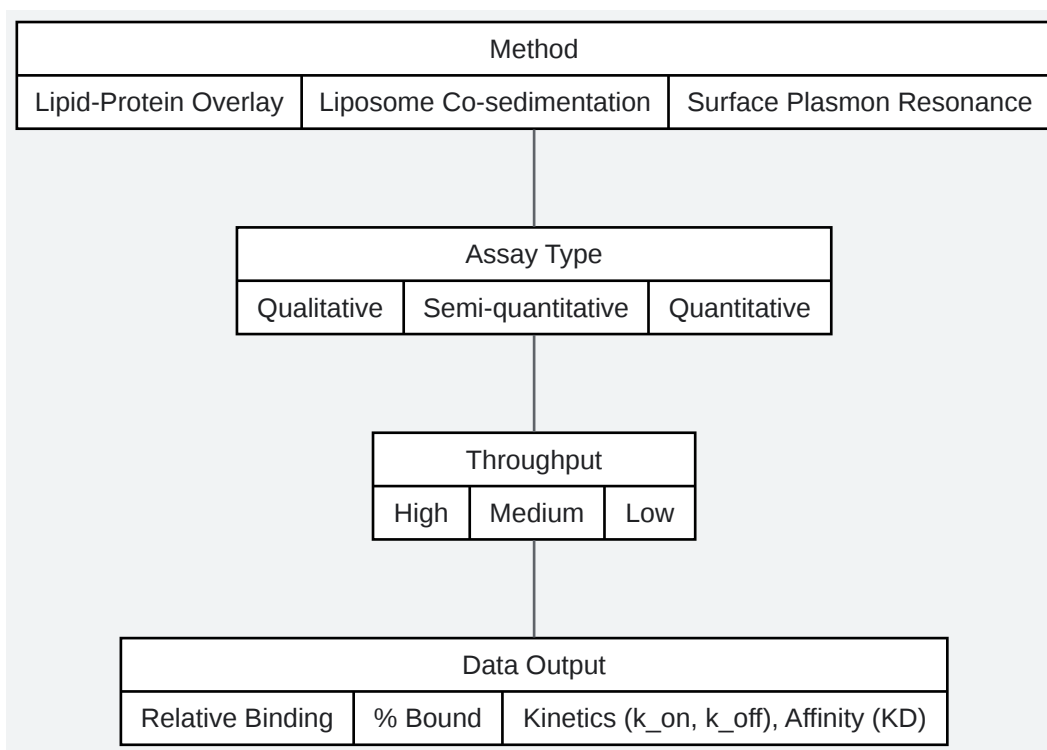 Method
Lipid-Protein Overlay Liposome Co-sedimentation Surface Plasmon Resonance
Assay Type
Qualitative Semi-quantitative Quantitative
Throughput
High Medium Low
Data Output
Relative Binding % Bound Kinetics (k_on, k_off), Affinity (KD)